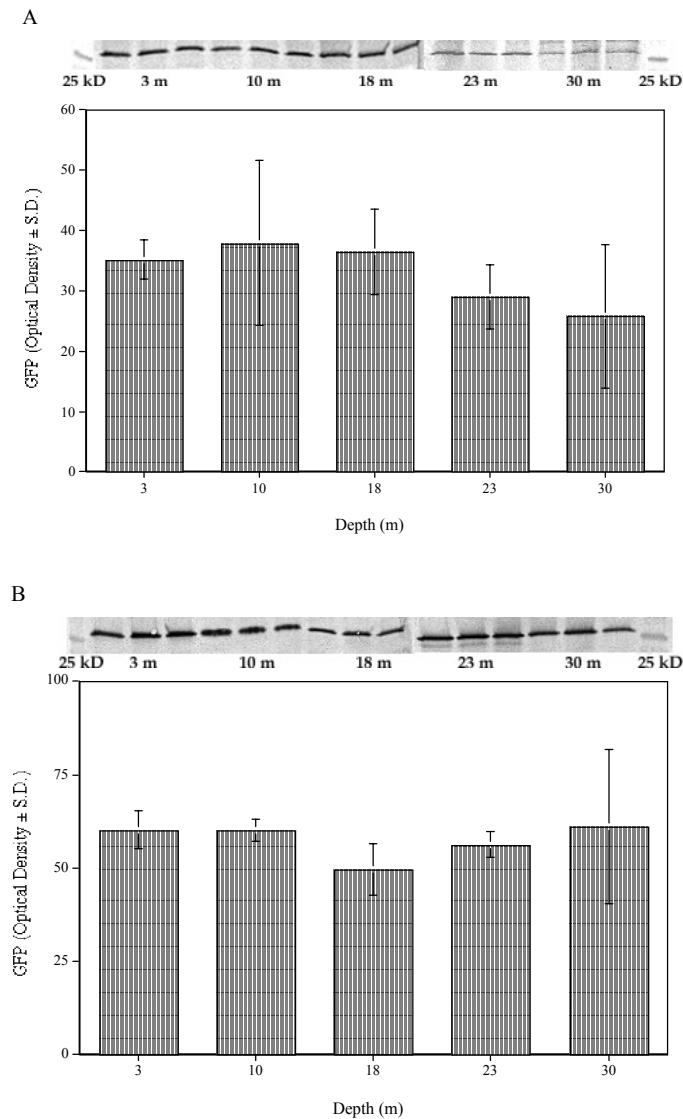 A
25 kD 3 m 10 m 18 m 23 m 30 m 25 kD
60
50
40
30
20
10
0
GFP (Optical Density ± S.D.)
3 10 18 23 30
Depth (m)
B
25 kD 3 m 10 m 18 m 23 m 30 m 25 kD
100
75
50
25
0
GFP (Optical Density ± S.D.)
3 10 18 23 30
Depth (m)